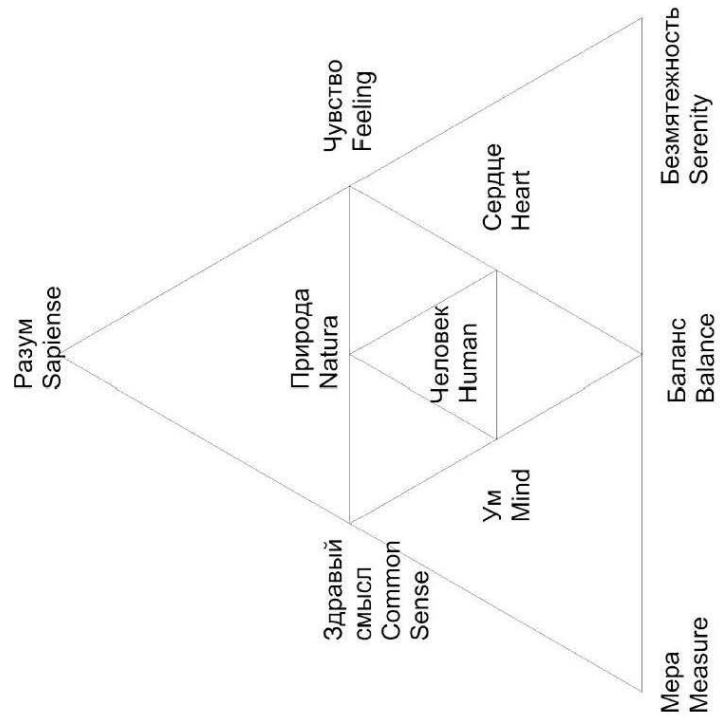 Разум
Sapiense
Чувство
Feeling
Природа
Natura
Здравый
смысл
Common
Sense
Человек
Human
Сердце
Heart
Ум
Mind
Мера
Measure
Баланс
Balance
Безмятежность
Serenity